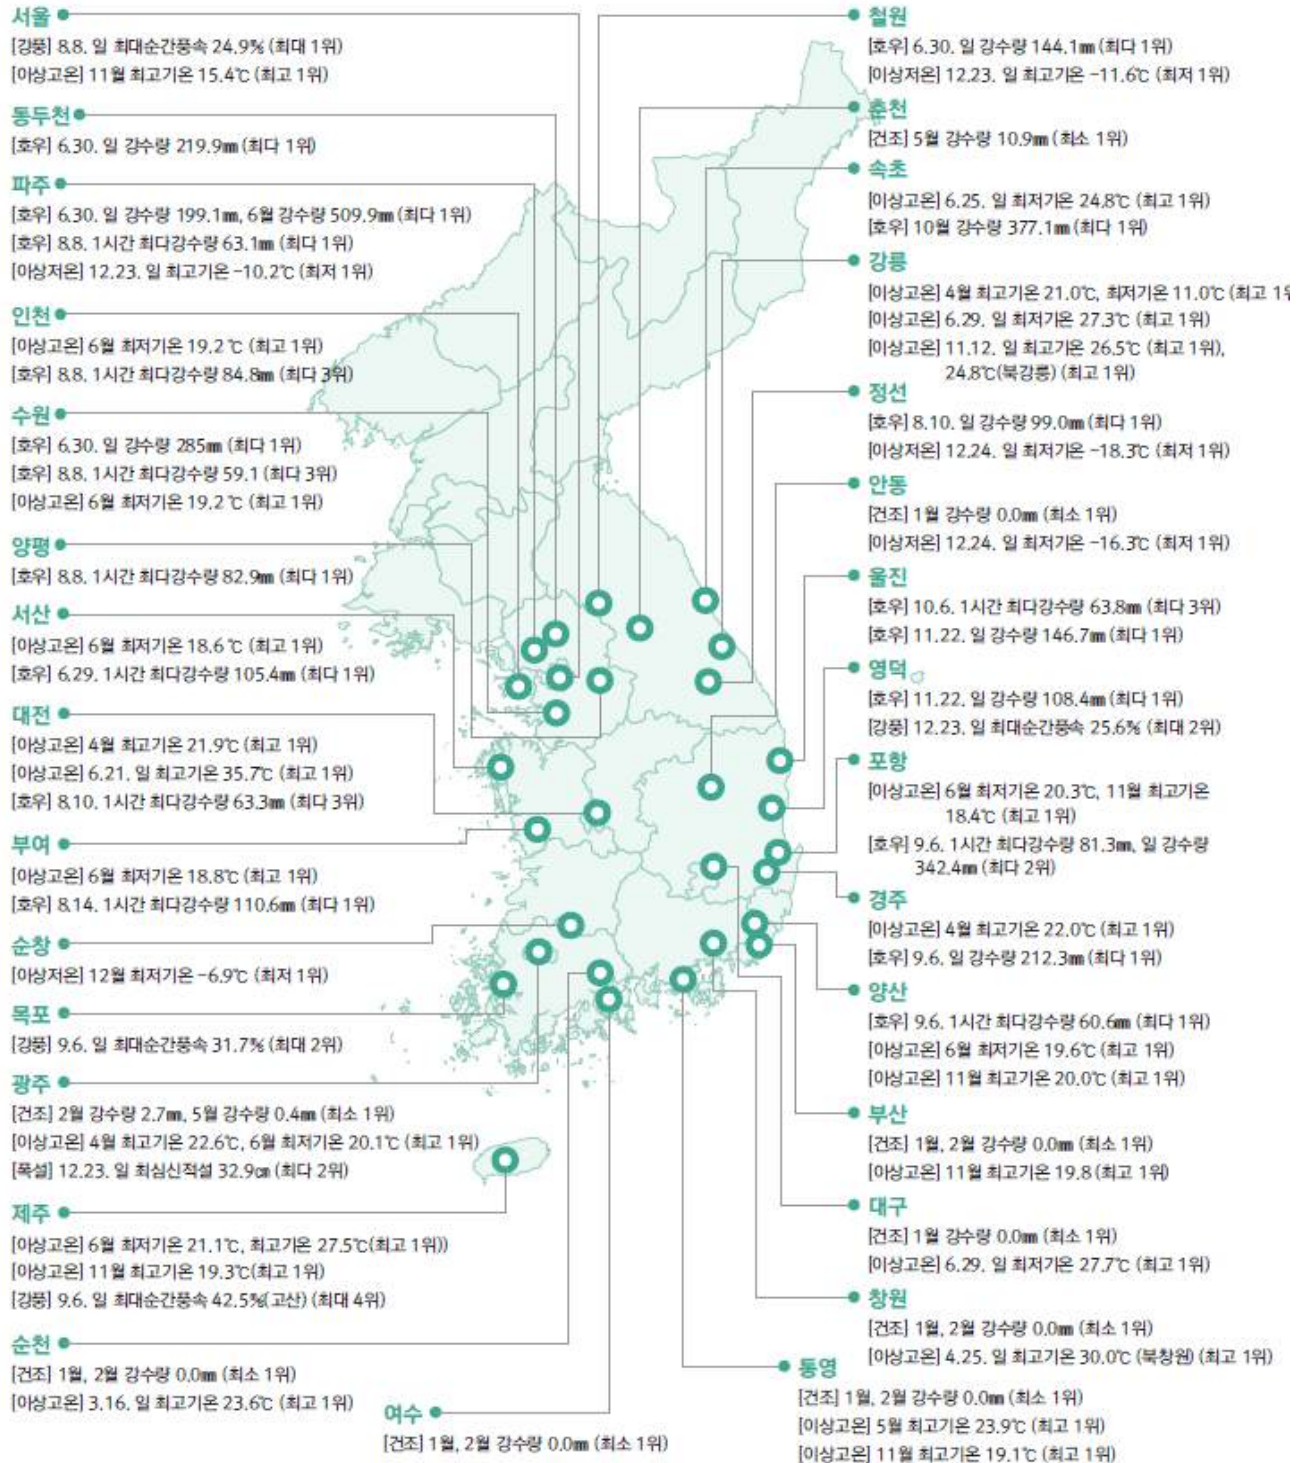 서울
[강풍] 8.8. 일 최대순간풍속 24.9㎧ (최대 1위)
[이상고온] 11월 최고기온 15.4℃ (최고 1위)
동두천
[호우] 6.30. 일 강수량 219.9㎜ (최다 1위)
파주
[호우] 6.30. 일 강수량 199.1㎜, 6월 강수량 509.9㎜ (최다 1위)
[호우] 8.8. 1시간 최다강수량 63.1㎜ (최다 1위)
[이상저온] 12.23. 일 최고기온 -10.2℃ (최저 1위)
인천
[이상고온] 6월 최저기온 19.2℃ (최고 1위)
[호우] 8.8. 1시간 최다강수량 84.8㎜ (최다 3위)
수원
[호우] 6.30. 일 강수량 285㎜ (최다 1위)
[호우] 8.8. 1시간 최다강수량 59.1 (최다 3위)
[이상고온] 6월 최저기온 19.2℃ (최고 1위)
양평
[호우] 8.8. 1시간 최다강수량 82.9㎜ (최다 1위)
서산
[이상고온] 6월 최저기온 18.6℃ (최고 1위)
[호우] 6.29. 1시간 최다강수량 105.4㎜ (최다 1위)
대전
[이상고온] 4월 최고기온 21.9℃ (최고 1위)
[이상고온] 6.21. 일 최고기온 35.7℃ (최고 1위)
[호우] 8.10. 1시간 최다강수량 63.3㎜ (최다 3위)
부여
[이상고온] 6월 최저기온 18.8℃ (최고 1위)
[호우] 8.14. 1시간 최다강수량 110.6㎜ (최다 1위)
순창
[이상저온] 12월 최저기온 -6.9℃ (최저 1위)
목포
[강풍] 9.6. 일 최대순간풍속 31.7㎧ (최대 2위)
광주
[건조] 2월 강수량 2.7㎜, 5월 강수량 0.4㎜ (최소 1위)
[이상고온] 4월 최고기온 22.6℃, 6월 최저기온 20.1℃ (최고 1위)
[폭설] 12.23. 일 최심신적설 32.9㎝ (최다 2위)
제주
[이상고온] 6월 최저기온 21.1℃, 최고기온 27.5℃(최고 1위))
[이상고온] 11월 최고기온 19.3℃(최고 1위)
[강풍] 9.6. 일 최대순간풍속 42.5㎧(고산) (최대 4위)
순천
[건조] 1월, 2월 강수량 0.0㎜ (최소 1위)
[이상고온] 3.16. 일 최고기온 23.6℃ (최고 1위)
여수
[건조] 1월, 2월 강수량 0.0㎜ (최소 1위)
철원
[호우] 6.30. 일 강수량 144.1㎜ (최다 1위)
[이상저온] 12.23. 일 최고기온 -11.6℃ (최저 1위)
춘천
[건조] 5월 강수량 10.9㎜ (최소 1위)
속초
[이상고온] 6.25. 일 최저기온 24.8℃ (최고 1위)
[호우] 10월 강수량 377.1㎜ (최다 1위)
강릉
[이상고온] 4월 최고기온 21.0℃, 최저기온 11.0℃ (최고 1위
[이상고온] 6.29. 일 최저기온 27.3℃ (최고 1위)
[이상고온] 11.12. 일 최고기온 26.5℃ (최고 1위),
24.8℃(북강릉) (최고 1위)
정선
[호우] 8.10. 일 강수량 99.0㎜ (최다 1위)
[이상저온] 12.24. 일 최저기온 -18.3℃ (최저 1위)
안동
[건조] 1월 강수량 0.0㎜ (최소 1위)
[이상저온] 12.24. 일 최저기온 -16.3℃ (최저 1위)
울진
[호우] 10.6. 1시간 최다강수량 63.8㎜ (최다 3위)
[호우] 11.22. 일 강수량 146.7㎜ (최다 1위)
영덕
[호우] 11.22. 일 강수량 108.4㎜ (최다 1위)
[강풍] 12.23. 일 최대순간풍속 25.6㎧ (최대 2위)
포항
[이상고온] 6월 최저기온 20.3℃, 11월 최고기온
18.4℃ (최고 1위)
[호우] 9.6. 1시간 최다강수량 81.3㎜, 일 강수량
342.4㎜ (최다 2위)
경주
[이상고온] 4월 최고기온 22.0℃ (최고 1위)
[호우] 9.6. 일 강수량 212.3㎜ (최다 1위)
양산
[호우] 9.6. 1시간 최다강수량 60.6㎜ (최다 1위)
[이상고온] 6월 최저기온 19.6℃ (최고 1위)
[이상고온] 11월 최고기온 20.0℃ (최고 1위)
부산
[건조] 1월, 2월 강수량 0.0㎜ (최소 1위)
[이상고온] 11월 최고기온 19.8 (최고 1위)
대구
[건조] 1월 강수량 0.0㎜ (최소 1위)
[이상고온] 6.29. 일 최저기온 27.7℃ (최고 1위)
창원
[건조] 1월, 2월 강수량 0.0㎜ (최소 1위)
[이상고온] 4.25. 일 최고기온 30.0℃ (북창원) (최고 1위)
통영
[건조] 1월, 2월 강수량 0.0㎜ (최소 1위)
[이상고온] 5월 최고기온 23.9℃ (최고 1위)
[이상고온] 11월 최고기온 19.1℃ (최고 1위)